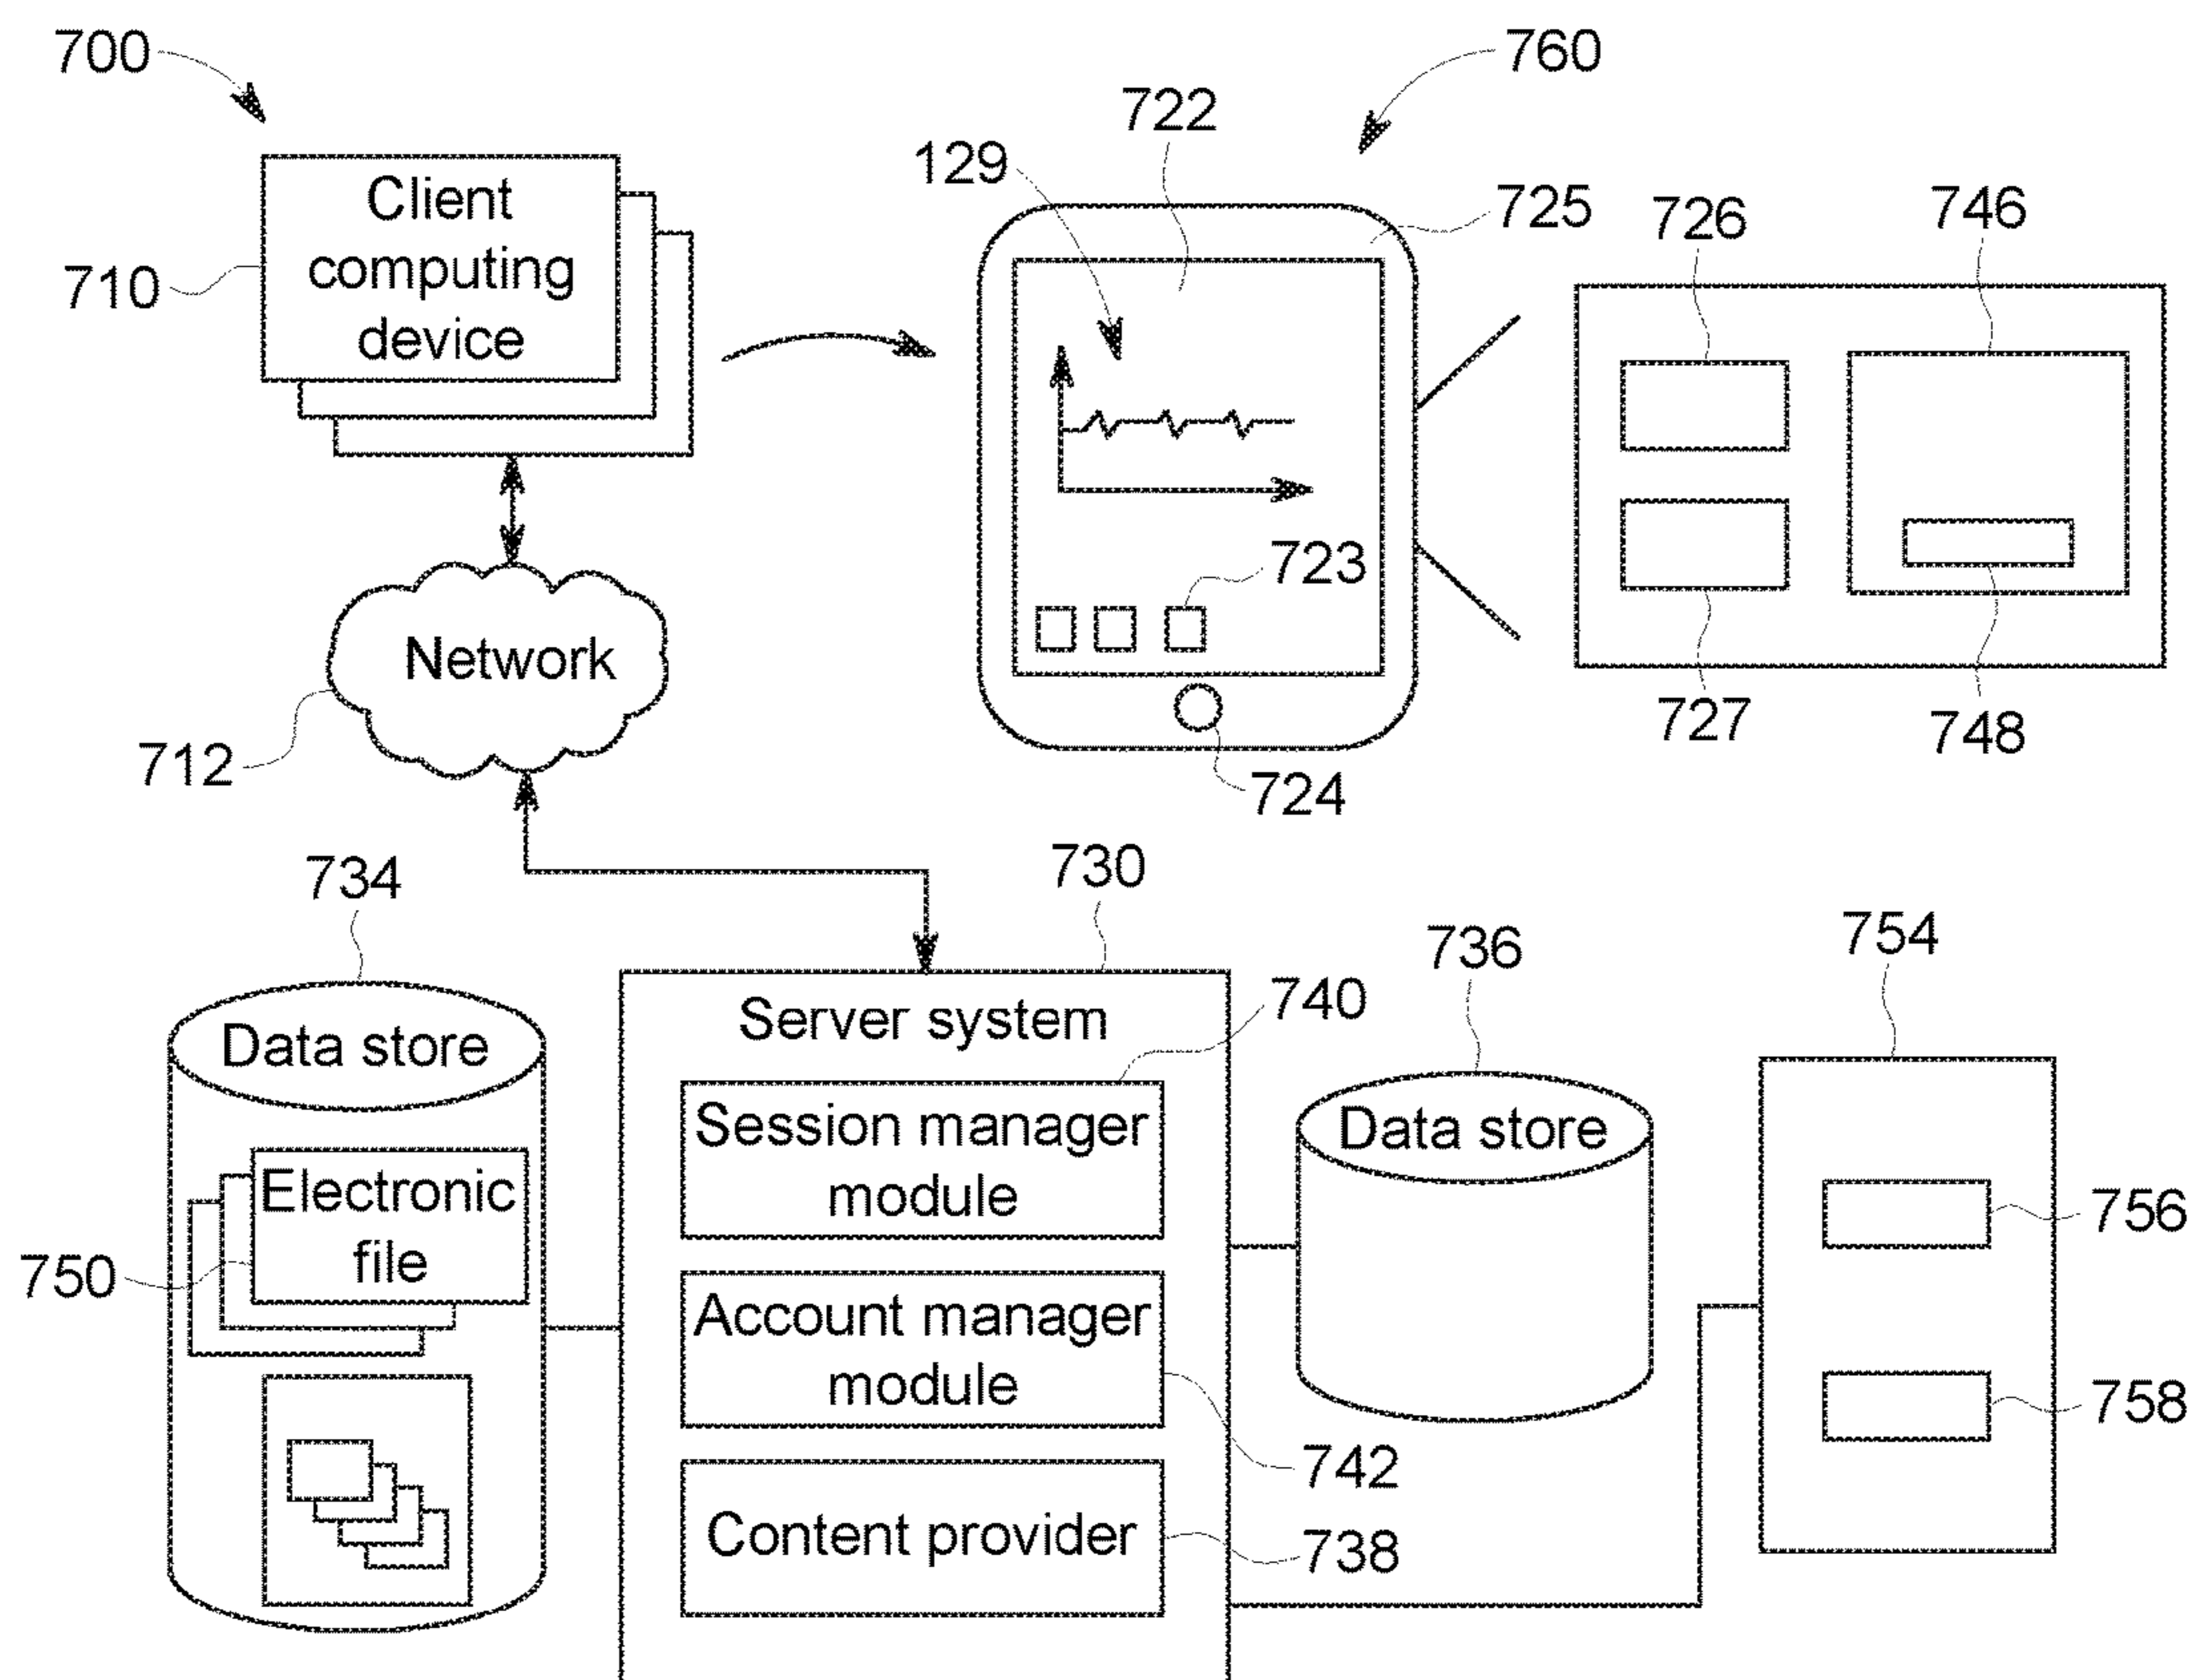 700
760
722
129
Client
computing
device
725
726
746
710
723
Network
727
748
712
724
734
730
736
754
Server system
740
Data store
Session manager
module
Data store
Electronic
file
756
750
Account manager
module
758
742
Content provider
738